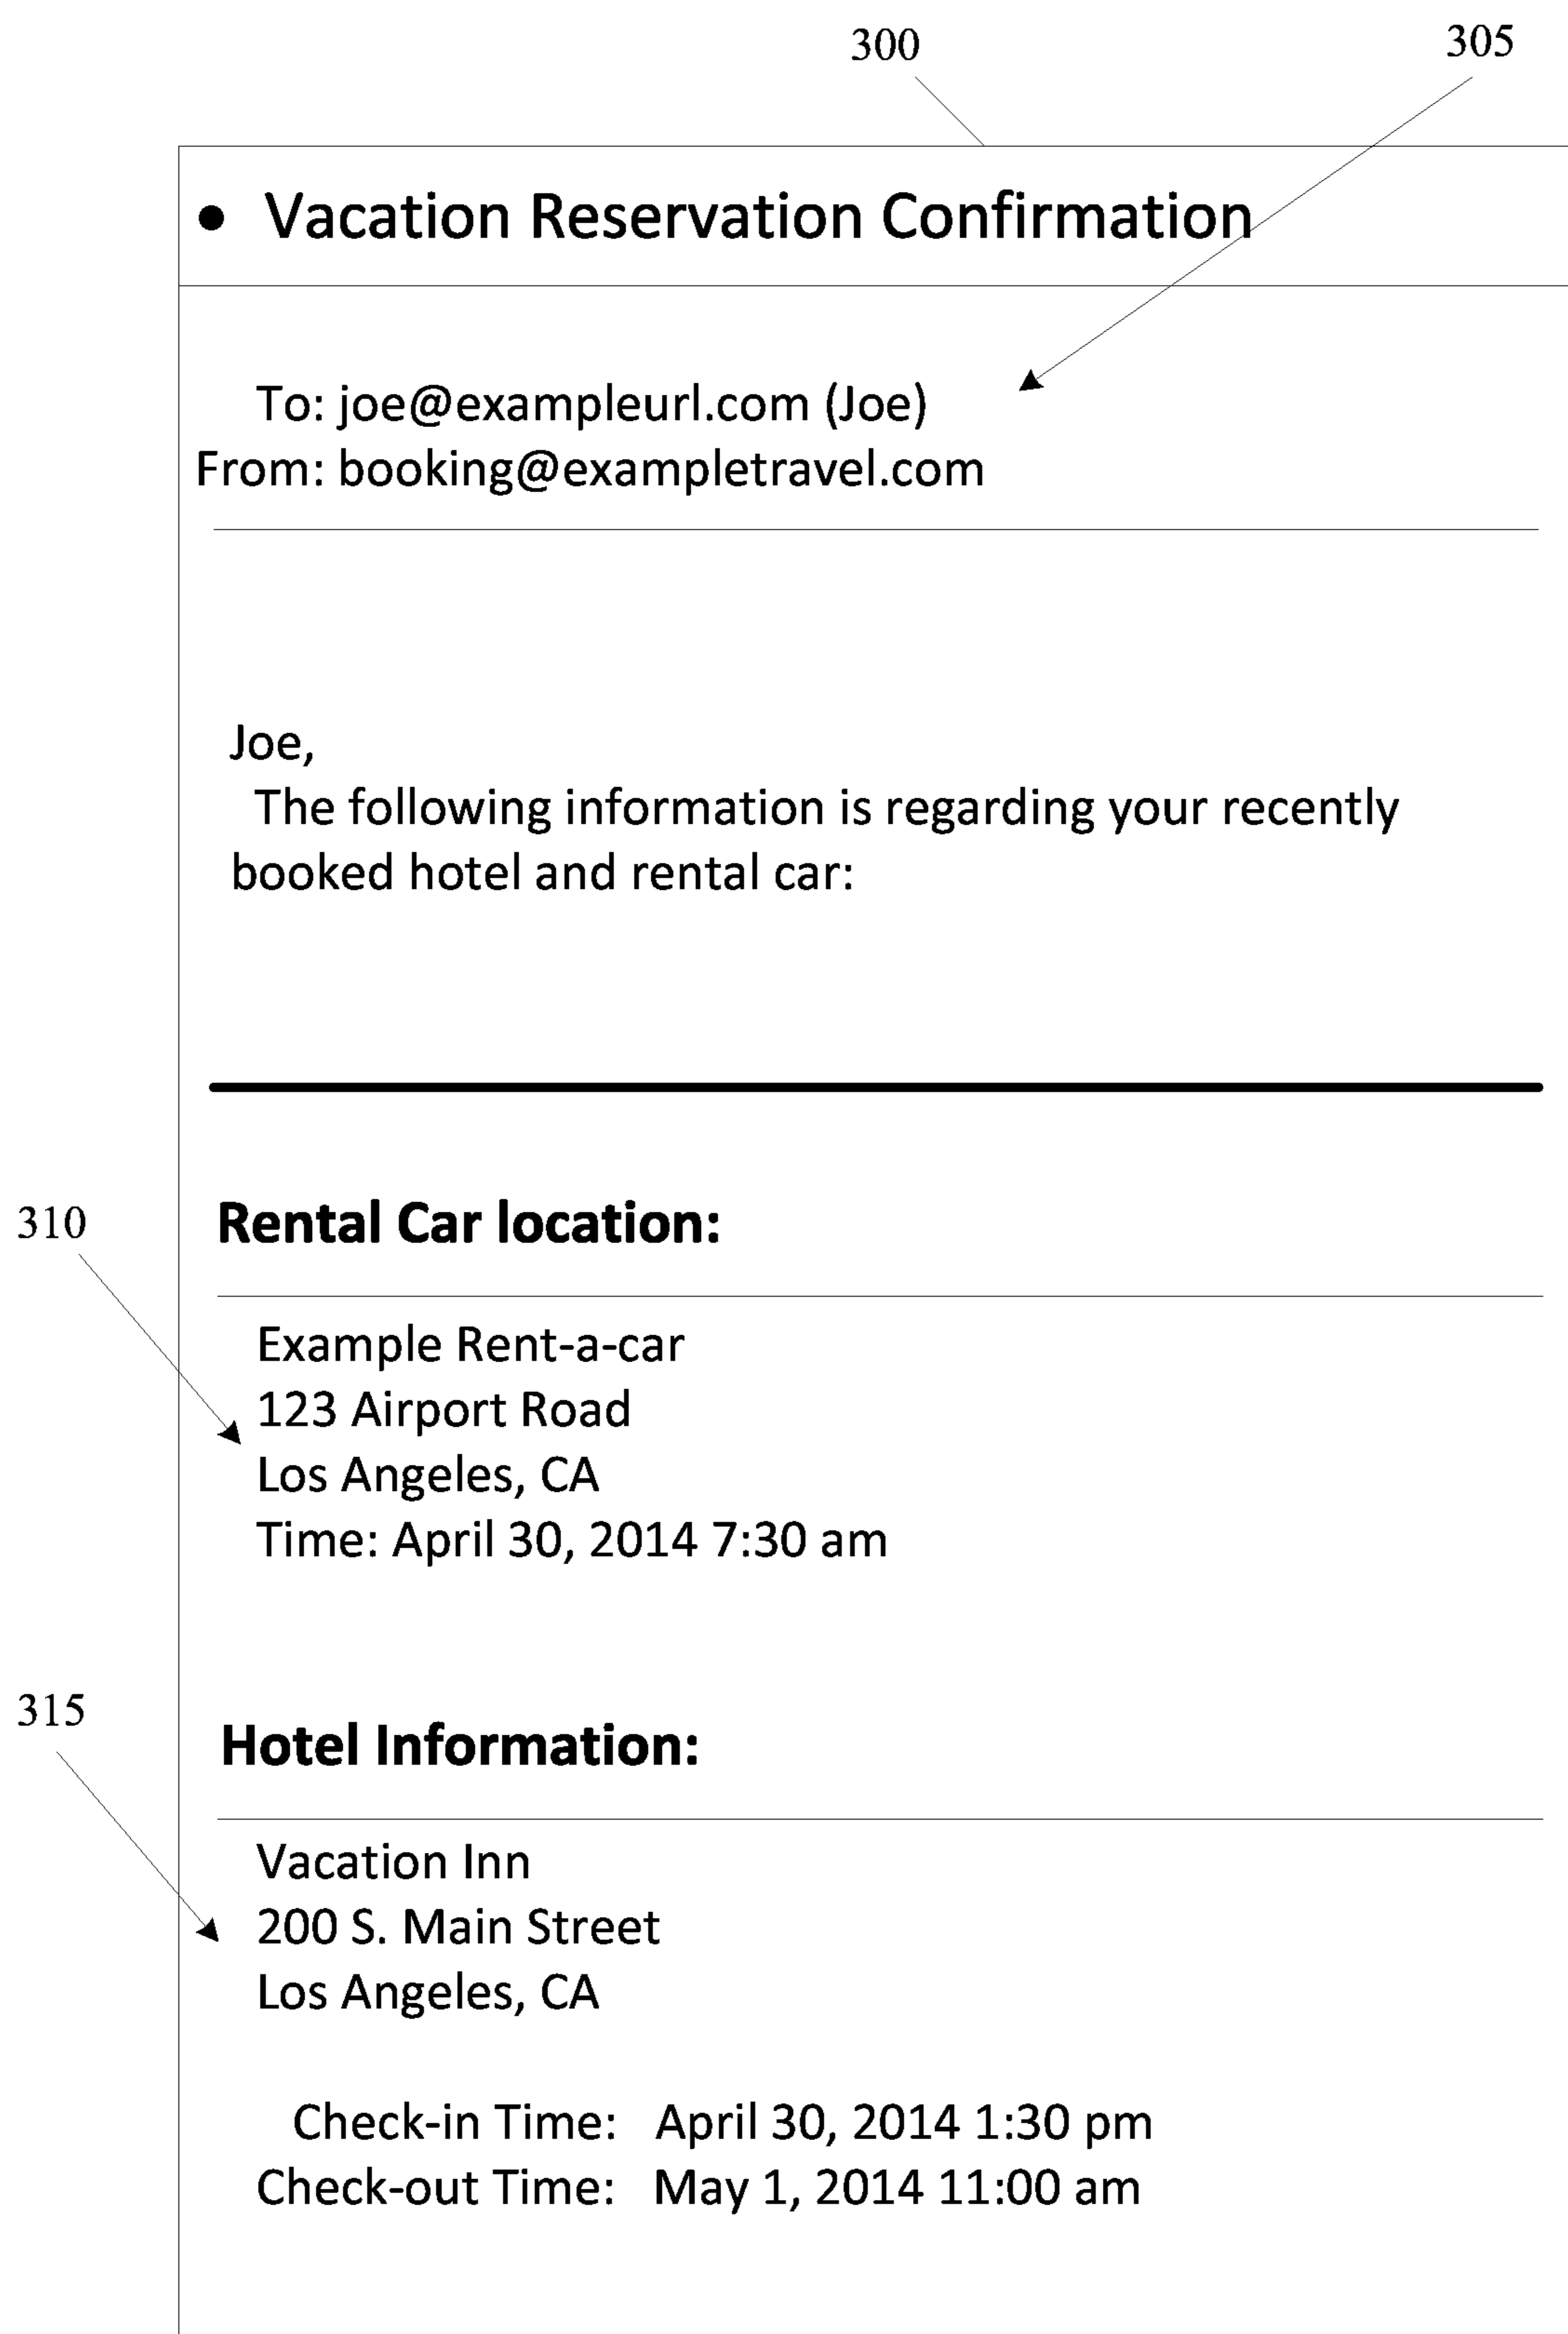 300
305
• Vacation Reservation Confirmation
To: joe@exampleurl.com (Joe)
From: booking@exampletravel.com
Joe,
The following information is regarding your recently
booked hotel and rental car:
310
Rental Car location:
Example Rent-a-car
123 Airport Road
Los Angeles, CA
Time: April 30, 2014 7:30 am
315
Hotel Information:
Vacation Inn
200 S. Main Street
Los Angeles, CA
Check-in Time: April 30, 2014 1:30 pm
Check-out Time: May 1, 2014 11:00 am